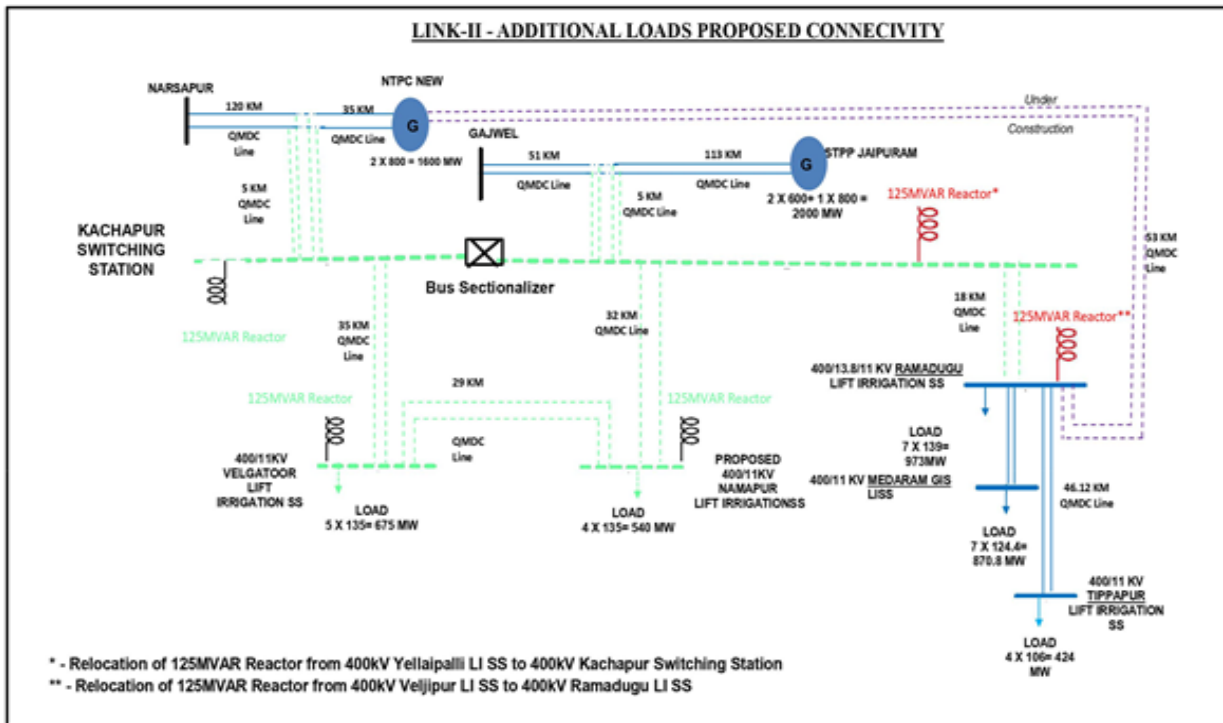 LINK-II - ADDITIONAL LOADS PROPOSED CONNECIVITY
NARSAPUR
120 KM
QMDC
Line
NTPC NEW
35 KM
QMDC Line
G
2 X 800 = 1600 MW
Under
Construction
GAJWEL
51 KM
QMDC Line
113 KM
QMDC Line
STPP JAIPURAM
G
2 X 600+ 1 X 800 =
2000 MW
5 KM
QMDC
Line
5 KM
QMDC Line
125MVAR Reactor*
KACHAPUR
SWITCHING
STATION
Bus Sectionalizer
53 KM
QMDC
Line
125MVAR Reactor
35 KM
QMDC
Line
32 KM
QMDC Line
18 KM
QMDC
Line
125MVAR Reactor**
400/13.8/11 KV RAMADUGU
LIFT IRRIGATION SS
29 KM
QMDC
Line
125MVAR Reactor
125MVAR Reactor
400/11KV
VELGATOOR
LIFT
IRRIGATION SS
LOAD
5 X 135= 675 MW
PROPOSED
400/11KV
NAMAPUR
LIFT IRRIGATIONSS
LOAD
4 X 135= 540 MW
LOAD
7 X 139=
973MW
400/11 KV MEDARAM GIS
LISS
46.12 KM
QMDC Line
LOAD
7 X 124.4=
870.8 MW
400/11 KV
TIPPAPUR
LIFT IRRIGATION
SS
LOAD
4 X 106= 424
MW
* - Relocation of 125MVAR Reactor from 400kV Yellaipalli LI SS to 400kV Kachapur Switching Station
** - Relocation of 125MVAR Reactor from 400kV Veljipur LI SS to 400kV Ramadugu LI SS